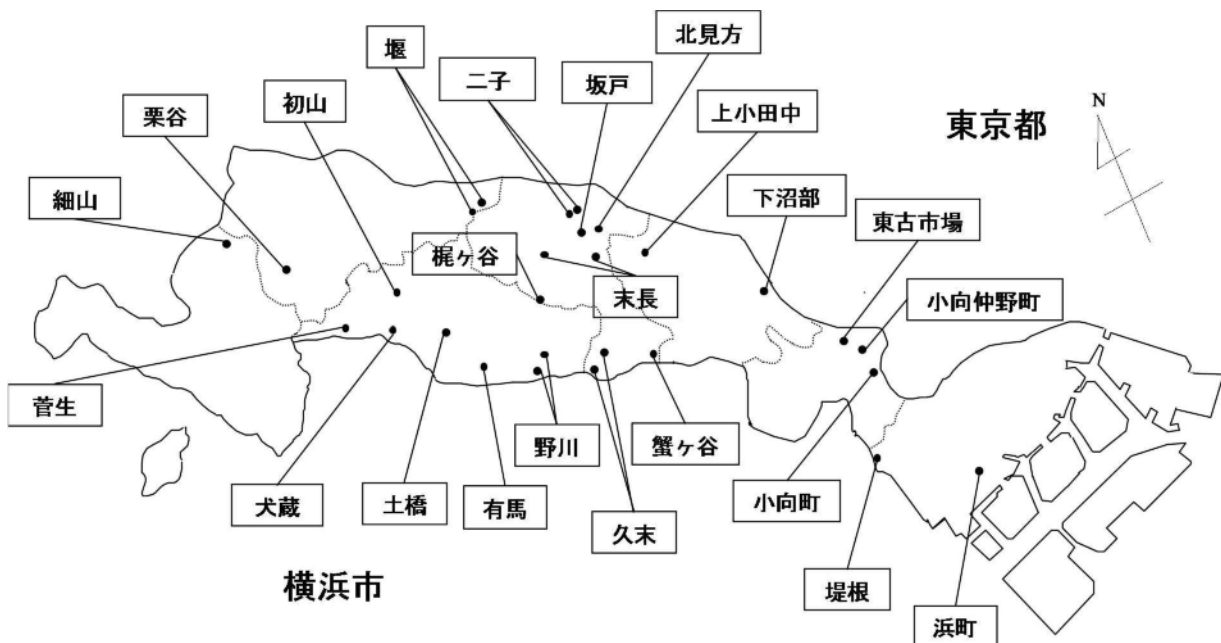 北見方
堰
二子
坂戸
初山
上小田中
栗谷
N
東京都
細山
下沼部
東古市場
梶ヶ谷
末長
小向仲野町
菅生
野川
蟹ヶ谷
犬蔵
土橋
有馬
小向町
久末
横浜市
堤根
浜町